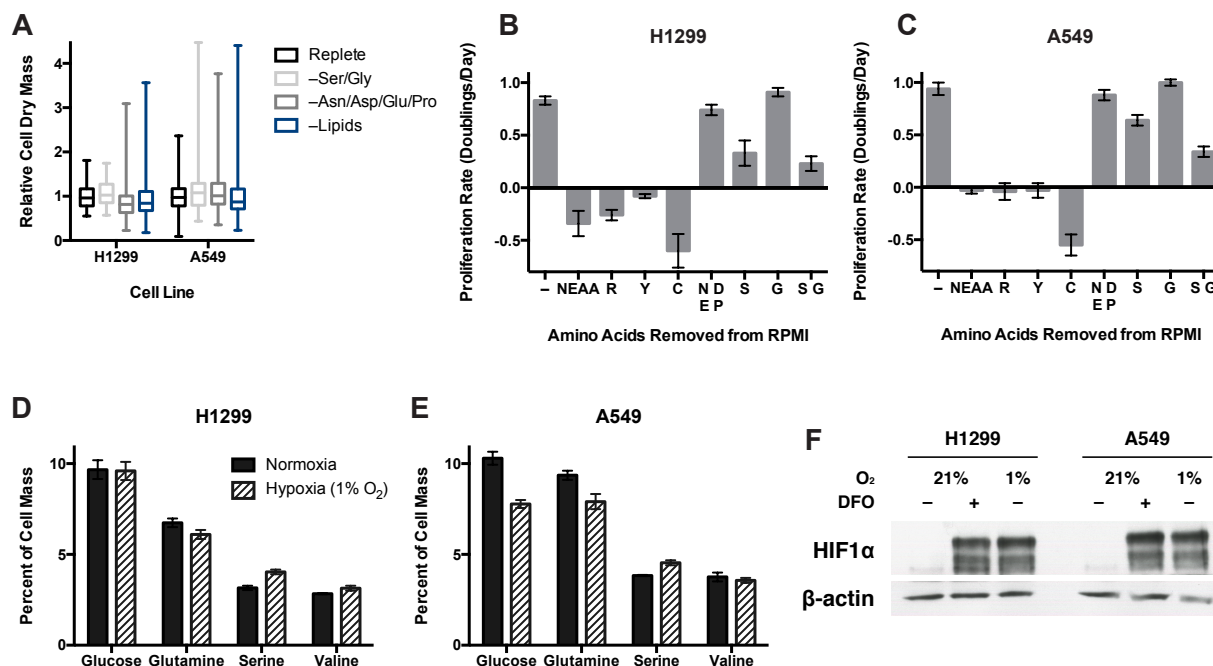 A
Relative Cell Dry Mass
4
3
2
1
0
H1299 A549
Cell Line
Replete
–Ser/Gly
–Asn/Asp/Glu/Pro
–Lipids
B
H1299
Proliferation Rate (Doublings/Day)
1.0
0.5
0.0
-0.5
– NEAA R Y C N D S G S G
E P
Amino Acids Removed from RPMI
C
A549
Proliferation Rate (Doublings/Day)
1.0
0.5
0.0
-0.5
– NEAA R Y C N D S G S G
E P
Amino Acids Removed from RPMI
D
H1299
Percent of Cell Mass
10
5
0
Glucose Glutamine Serine Valine
Normoxia
Hypoxia (1% O₂)
E
A549
Percent of Cell Mass
10
5
0
Glucose Glutamine Serine Valine
F
H1299 A549
O₂ 21% 1% 21% 1%
DFO – + – – + –
HIF1α
β-actin